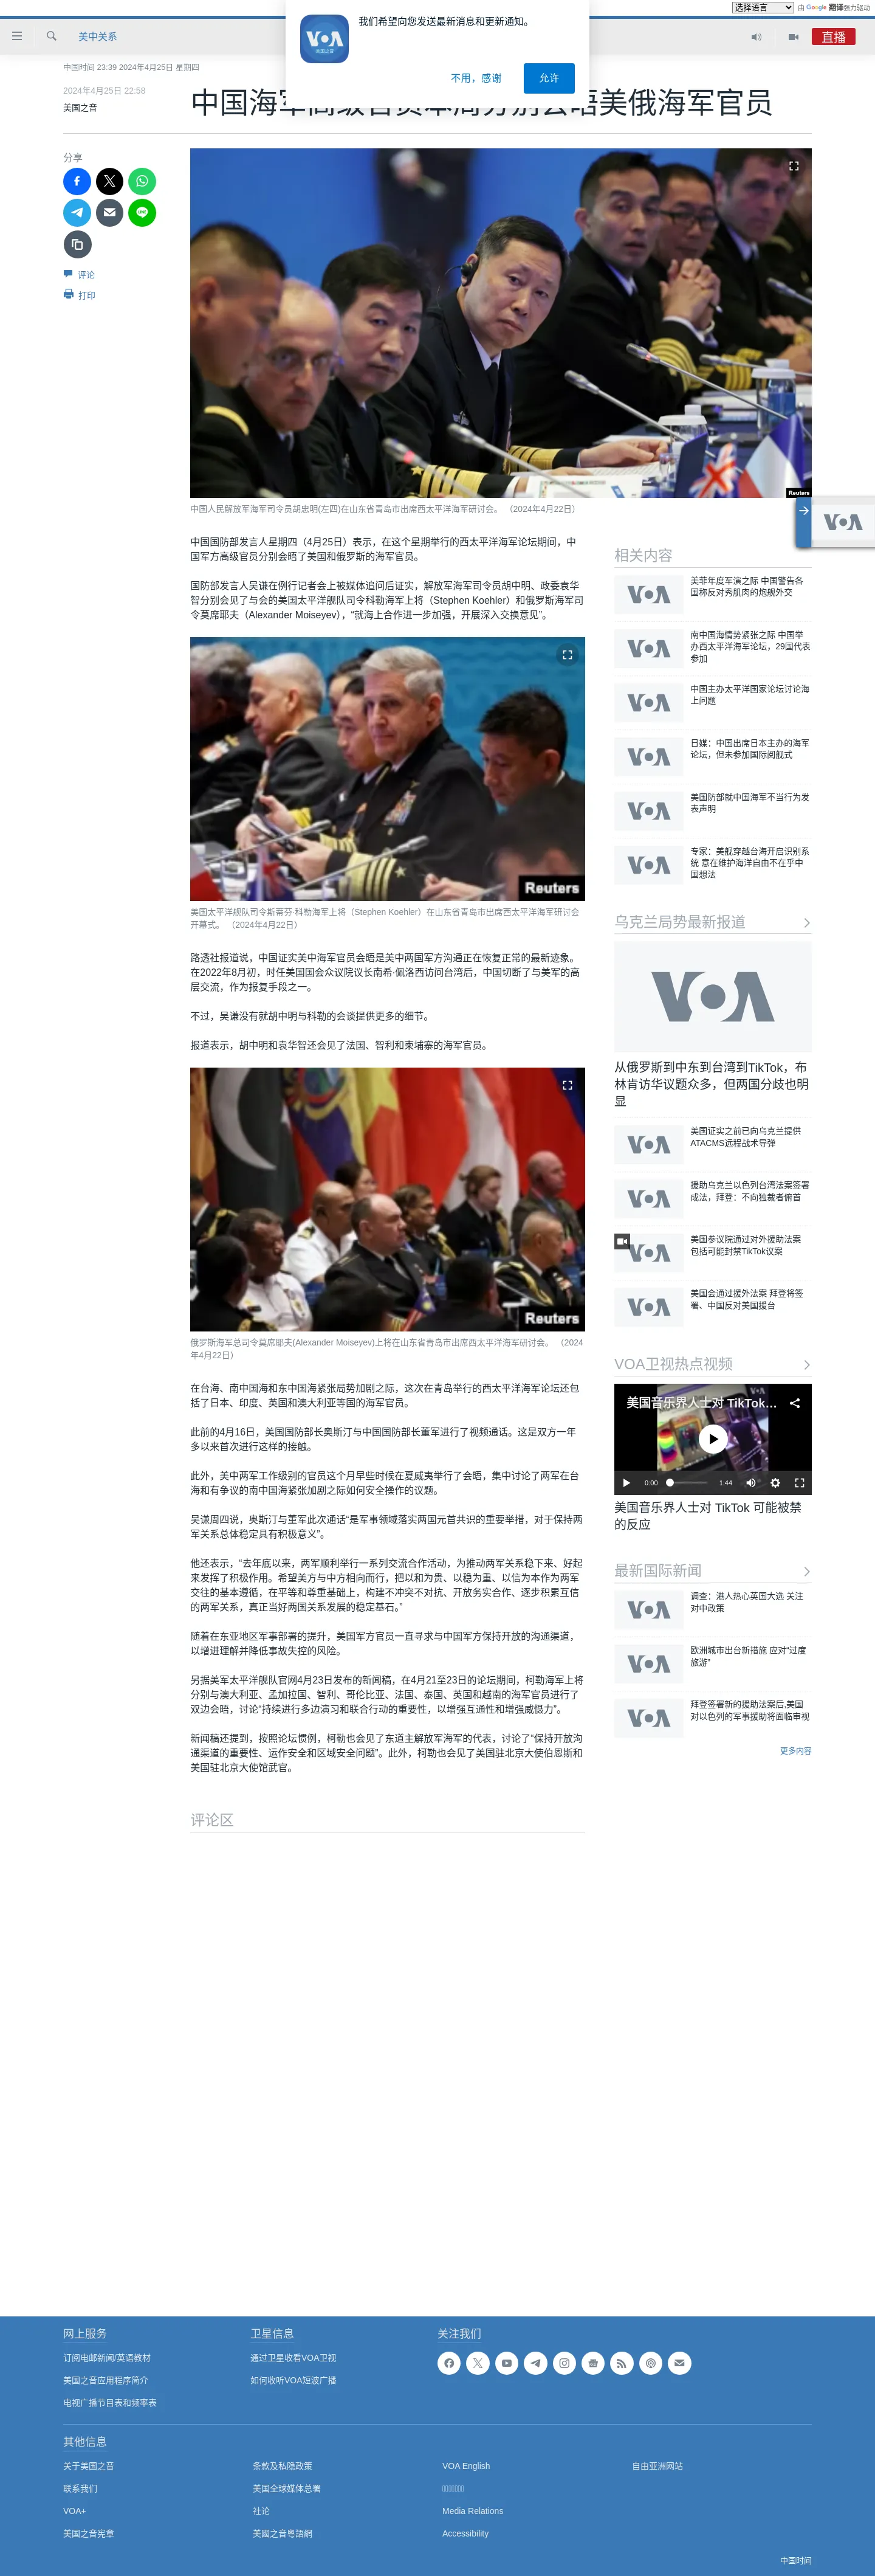 选择语言 由 Google 翻译强力驱动
我们希望向您发送最新消息和更新通知。
不用，感谢
允许
美中关系
直播
中国时间 23:39 2024年4月25日 星期四
2024年4月25日 22:58
美国之音
分享
评论
打印
Reuters
中国人民解放军海军司令员胡忠明(左四)在山东省青岛市出席西太平洋海军研讨会。 （2024年4月22日）
中国国防部发言人星期四（4月25日）表示，在这个星期举行的西太平洋海军论坛期间，中
国军方高级官员分别会晤了美国和俄罗斯的海军官员。
国防部发言人吴谦在例行记者会上被媒体追问后证实，解放军海军司令员胡中明、政委袁华
智分别会见了与会的美国太平洋舰队司令科勒海军上将（Stephen Koehler）和俄罗斯海军司
令莫席耶夫（Alexander Moiseyev），“就海上合作进一步加强，开展深入交换意见”。
Reuters
美国太平洋舰队司令斯蒂芬·科勒海军上将（Stephen Koehler）在山东省青岛市出席西太平洋海军研讨会
开幕式。 （2024年4月22日）
路透社报道说，中国证实美中海军官员会晤是美中两国军方沟通正在恢复正常的最新迹象。
在2022年8月初，时任美国国会众议院议长南希·佩洛西访问台湾后，中国切断了与美军的高
层交流，作为报复手段之一。
不过，吴谦没有就胡中明与科勒的会谈提供更多的细节。
报道表示，胡中明和袁华智还会见了法国、智利和柬埔寨的海军官员。
Reuters
俄罗斯海军总司令莫席耶夫(Alexander Moiseyev)上将在山东省青岛市出席西太平洋海军研讨会。 （2024
年4月22日）
在台海、南中国海和东中国海紧张局势加剧之际，这次在青岛举行的西太平洋海军论坛还包
括了日本、印度、英国和澳大利亚等国的海军官员。
此前的4月16日，美国国防部长奥斯汀与中国国防部长董军进行了视频通话。这是双方一年
多以来首次进行这样的接触。
此外，美中两军工作级别的官员这个月早些时候在夏威夷举行了会晤，集中讨论了两军在台
海和有争议的南中国海紧张加剧之际如何安全操作的议题。
吴谦周四说，奥斯汀与董军此次通话“是军事领域落实两国元首共识的重要举措，对于保持两
军关系总体稳定具有积极意义”。
他还表示，“去年底以来，两军顺利举行一系列交流合作活动，为推动两军关系稳下来、好起
来发挥了积极作用。希望美方与中方相向而行，把以和为贵、以稳为重、以信为本作为两军
交往的基本遵循，在平等和尊重基础上，构建不冲突不对抗、开放务实合作、逐步积累互信
的两军关系，真正当好两国关系发展的稳定基石。”
随着在东亚地区军事部署的提升，美国军方官员一直寻求与中国军方保持开放的沟通渠道，
以增进理解并降低事故失控的风险。
另据美军太平洋舰队官网4月23日发布的新闻稿，在4月21至23日的论坛期间，柯勒海军上将
分别与澳大利亚、孟加拉国、智利、哥伦比亚、法国、泰国、英国和越南的海军官员进行了
双边会晤，讨论“持续进行多边演习和联合行动的重要性，以增强互通性和增强威慑力”。
新闻稿还提到，按照论坛惯例，柯勒也会见了东道主解放军海军的代表，讨论了“保持开放沟
通渠道的重要性、运作安全和区域安全问题”。此外，柯勒也会见了美国驻北京大使伯恩斯和
美国驻北京大使馆武官。
评论区
相关内容
美菲年度军演之际 中国警告各
国称反对秀肌肉的炮舰外交
南中国海情势紧张之际 中国举
办西太平洋海军论坛，29国代表
参加
中国主办太平洋国家论坛讨论海
上问题
日媒：中国出席日本主办的海军
论坛，但未参加国际阅舰式
美国防部就中国海军不当行为发
表声明
专家：美舰穿越台海开启识别系
统 意在维护海洋自由不在乎中
国想法
乌克兰局势最新报道
VOA
从俄罗斯到中东到台湾到TikTok，布
林肯访华议题众多，但两国分歧也明
显
美国证实之前已向乌克兰提供
ATACMS远程战术导弹
援助乌克兰以色列台湾法案签署
成法，拜登：不向独裁者俯首
美国参议院通过对外援助法案
包括可能封禁TikTok议案
美国会通过援外法案 拜登将签
署、中国反对美国援台
VOA卫视热点视频
美国音乐界人士对 TikTok...
0:00
1:44
美国音乐界人士对 TikTok 可能被禁
的反应
最新国际新闻
调查：港人热心英国大选 关注
对中政策
欧洲城市出台新措施 应对“过度
旅游”
拜登签署新的援助法案后,美国
对以色列的军事援助将面临审视
更多内容
网上服务
订阅电邮新闻/英语教材
美国之音应用程序简介
电视广播节目表和频率表
卫星信息
通过卫星收看VOA卫视
如何收听VOA短波广播
关注我们
其他信息
关于美国之音
联系我们
VOA+
美国之音宪章
条款及私隐政策
美国全球媒体总署
社论
美國之音粵語網
VOA English
Media Relations
Accessibility
自由亚洲网站
中国时间